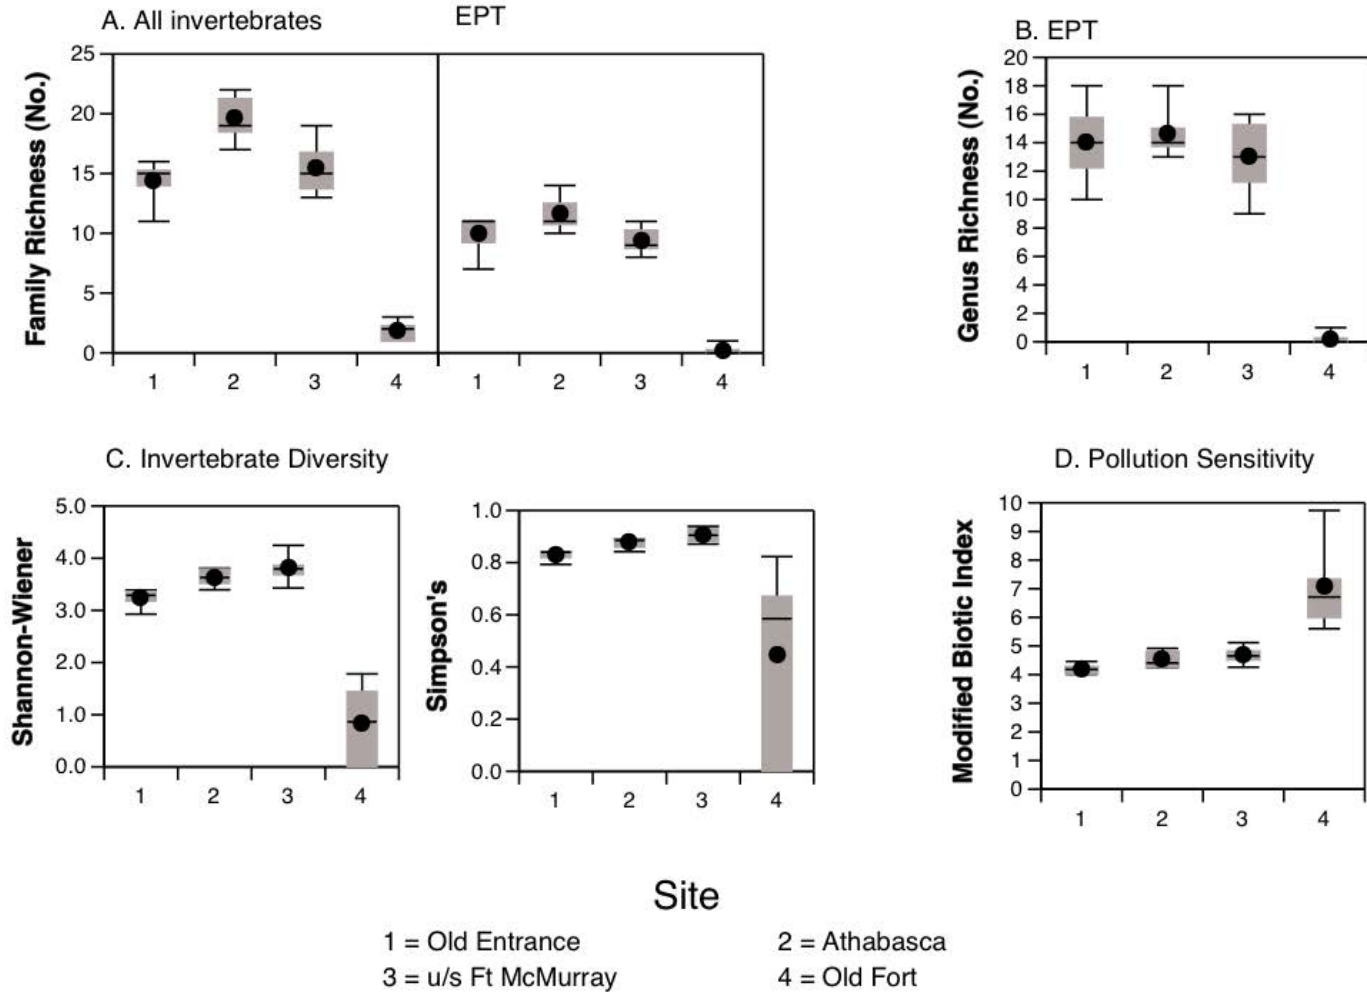 A. All invertebrates
EPT
Family Richness (No.)
25
20
15
10
5
0
1 2 3 4 1 2 3 4
B. EPT
Genus Richness (No.)
20
18
16
14
12
10
8
6
4
2
0
1 2 3 4
C. Invertebrate Diversity
Shannon-Wiener
5.0
4.0
3.0
2.0
1.0
0.0
1 2 3 4
Simpson's
1.0
0.8
0.6
0.4
0.2
0.0
1 2 3 4
D. Pollution Sensitivity
Modified Biotic Index
10
9
8
7
6
5
4
3
2
1
0
1 2 3 4
Site
1 = Old Entrance 2 = Athabasca
3 = u/s Ft McMurray 4 = Old Fort